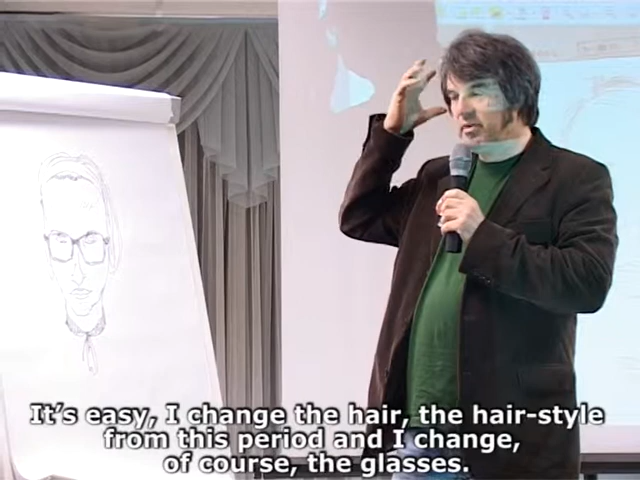 It's easy, I change the hair, the hair-style
from this period and I change,
of course, the glasses.